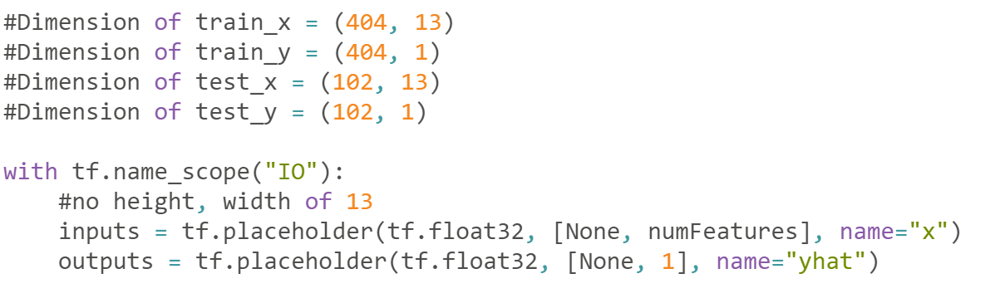 #Dimension of train_x = (404, 13)
#Dimension of train_y = (404, 1)
#Dimension of test_x = (102, 13)
#Dimension of test_y = (102, 1)
with tf.name_scope("IO"):
    #no height, width of 13
    inputs = tf.placeholder(tf.float32, [None, numFeatures], name="x")
    outputs = tf.placeholder(tf.float32, [None, 1], name="yhat")